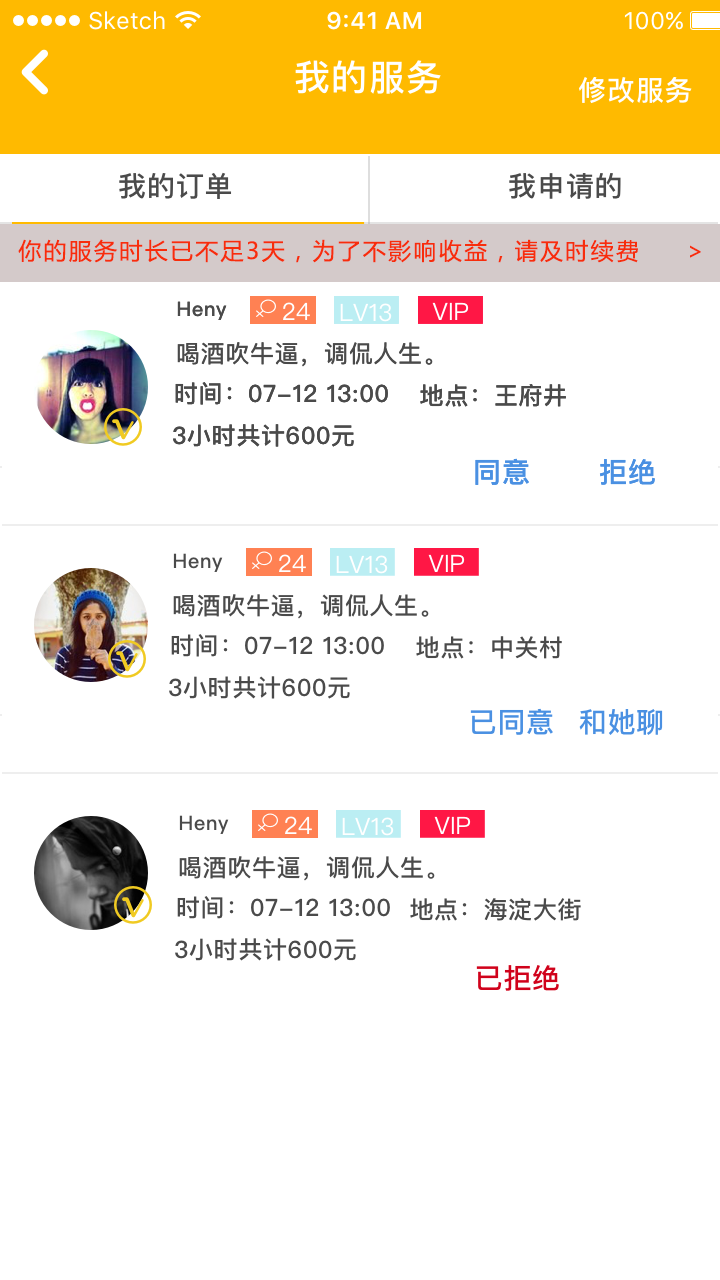 Sketch 9:41 AM 100%
我的服务
修改服务
我的订单 我申请的
你的服务时长已不足3天，为了不影响收益，请及时续费 >
Heny 24 LV13 VIP
喝酒吹牛逼，调侃人生。
时间：07-12 13:00 地点：王府井
3小时共计600元
同意 拒绝
Heny 24 LV13 VIP
喝酒吹牛逼，调侃人生。
时间：07-12 13:00 地点：中关村
3小时共计600元
已同意 和她聊
Heny 24 LV13 VIP
喝酒吹牛逼，调侃人生。
时间：07-12 13:00 地点：海淀大街
3小时共计600元
已拒绝